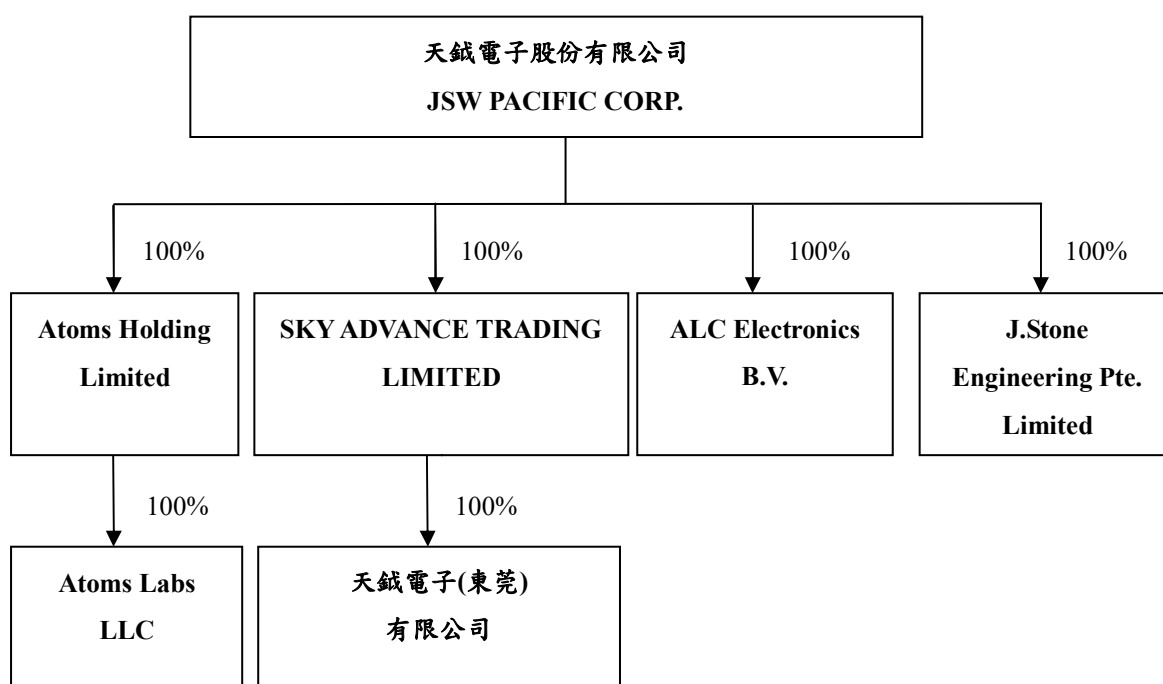 天鉞電子股份有限公司
JSW PACIFIC CORP.
100%
100%
100%
100%
Atoms Holding
Limited
SKY ADVANCE TRADING
LIMITED
ALC Electronics
B.V.
J.Stone
Engineering Pte.
Limited
100%
100%
Atoms Labs
LLC
天鉞電子(東莞)
有限公司